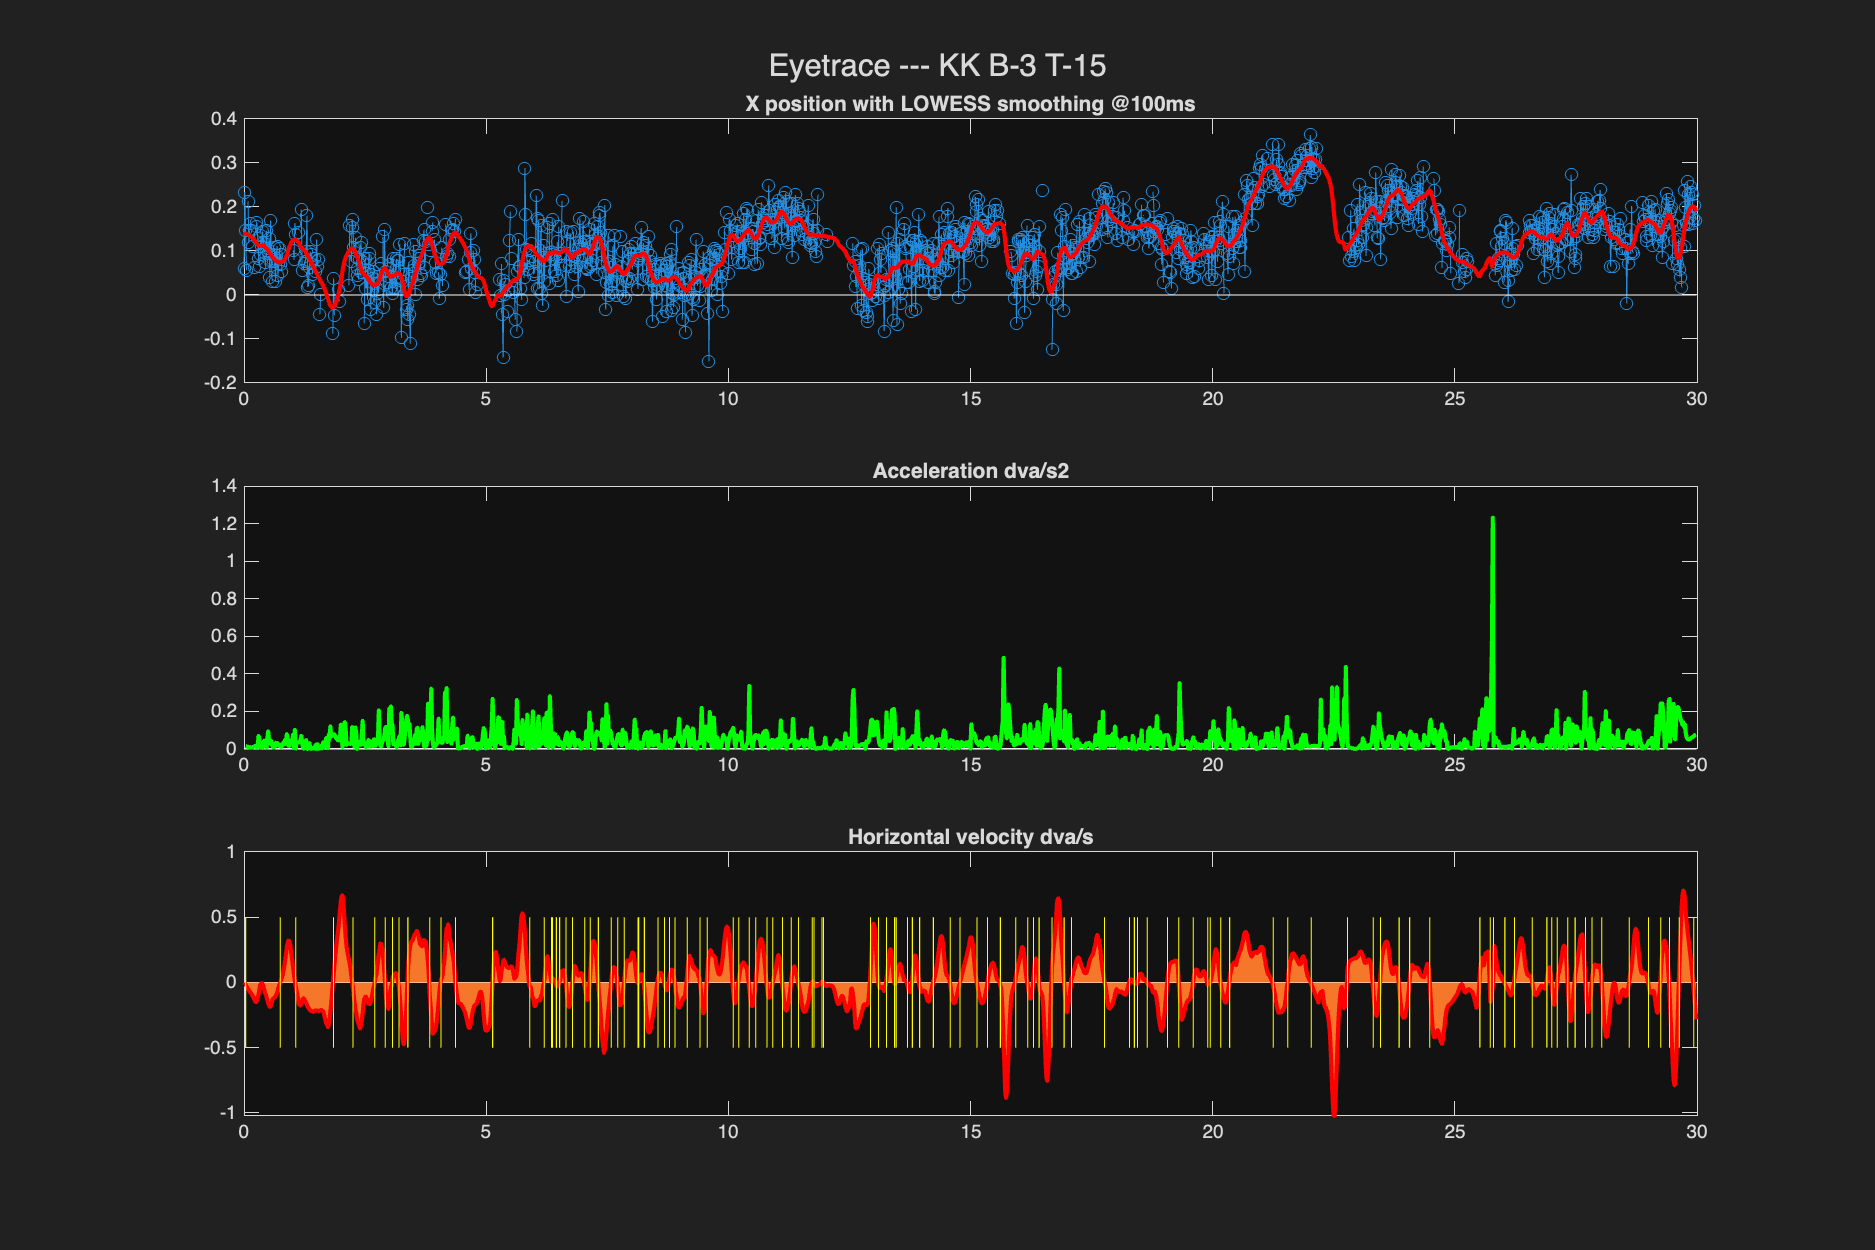 Eyetrace --- KK B-3 T-15
X position with LOWESS smoothing @100ms
0.4
0.3
0.2
0.1
0
-0.1
-0.2
0 5 10 15 20 25 30
Acceleration dva/s2
1.4
1.2
1
0.8
0.6
0.4
0.2
0
0 5 10 15 20 25 30
Horizontal velocity dva/s
1
0.5
0
-0.5
-1
0 5 10 15 20 25 30